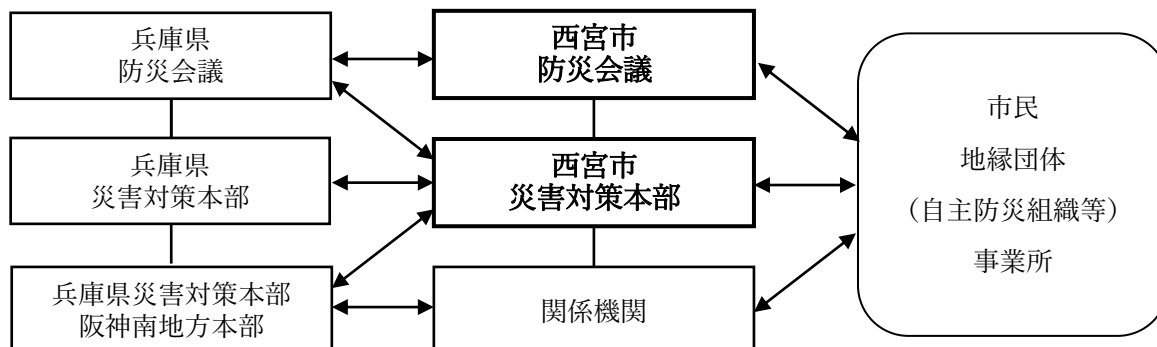 兵庫県
防災会議
西宮市
防災会議
兵庫県
災害対策本部
西宮市
災害対策本部
兵庫県災害対策本部
阪神南地方本部
関係機関
市民
地縁団体
（自主防災組織等）
事業所